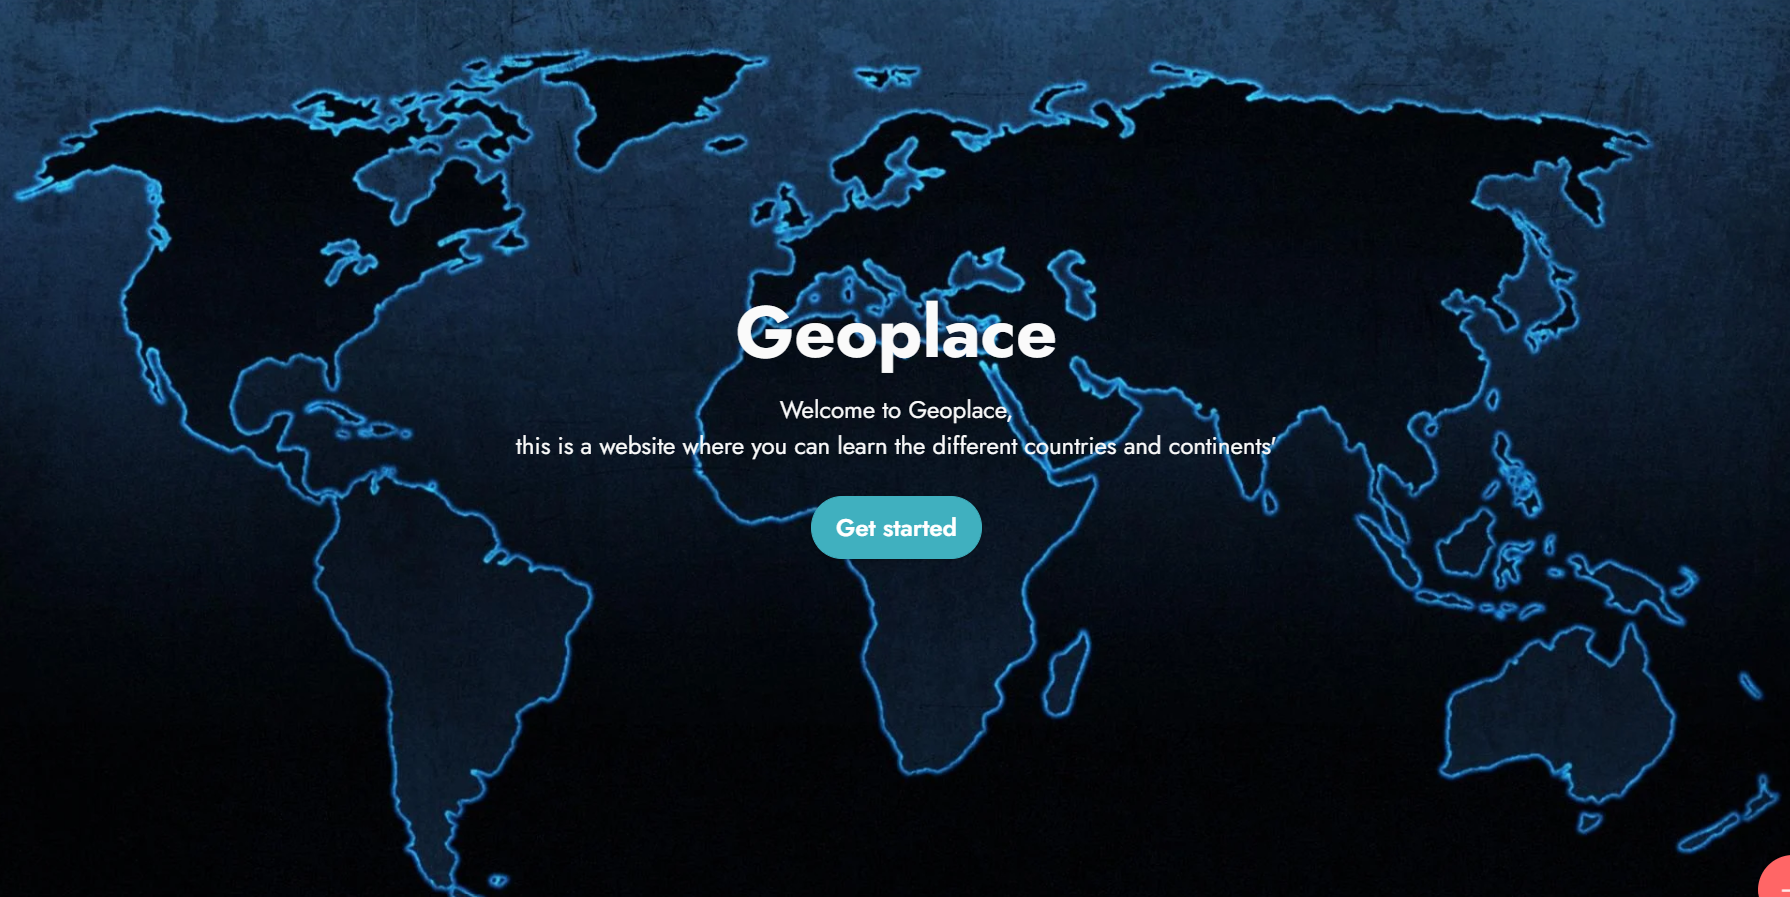 Geoplace
Welcome to Geoplace,
this is a website where you can learn the different countries and continents'
Get started